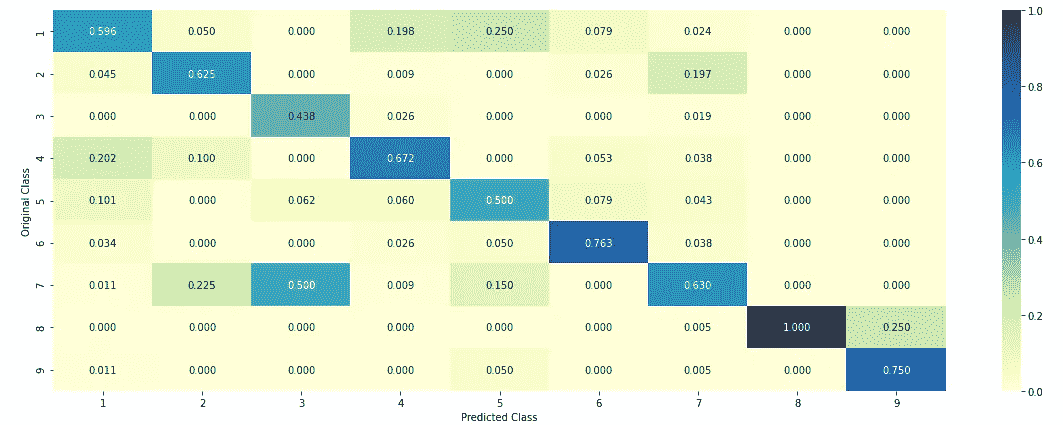 1 0.596 0.050 0.000 0.198 0.250 0.079 0.024 0.000 0.000
2 0.045 0.625 0.000 0.009 0.000 0.026 0.197 0.000 0.000
3 0.000 0.000 0.438 0.026 0.000 0.000 0.019 0.000 0.000
4 0.202 0.100 0.000 0.672 0.000 0.053 0.038 0.000 0.000
5 0.101 0.000 0.062 0.060 0.500 0.079 0.043 0.000 0.000
6 0.034 0.000 0.000 0.026 0.050 0.763 0.038 0.000 0.000
7 0.011 0.225 0.500 0.009 0.150 0.000 0.630 0.000 0.000
8 0.000 0.000 0.000 0.000 0.000 0.000 0.005 1.000 0.250
9 0.011 0.000 0.000 0.000 0.050 0.000 0.005 0.000 0.750
1 2 3 4 5 6 7 8 9
Predicted Class
Original Class
1.0
0.8
0.6
0.4
0.2
0.0